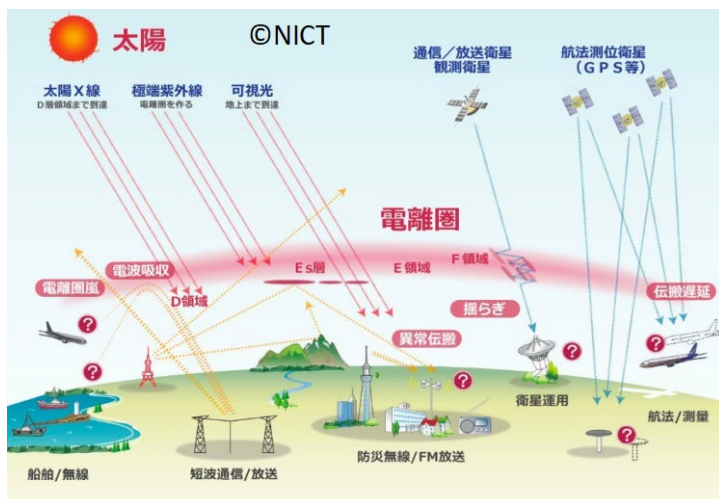 太陽
©NICT
太陽X線
D層領域まで到達
極端紫外線
電離圏を作る
可視光
地上まで到達
通信／放送衛星
観測衛星
航法測位衛星
（GPS等）
電離圏
電波吸収
電離圏嵐
D領域
Es層
E領域
F領域
伝搬遅延
揺らぎ
異常伝搬
?
?
?
?
?
?
衛星運用
航法/測量
防災無線/FM放送
船舶/無線
短波通信/放送